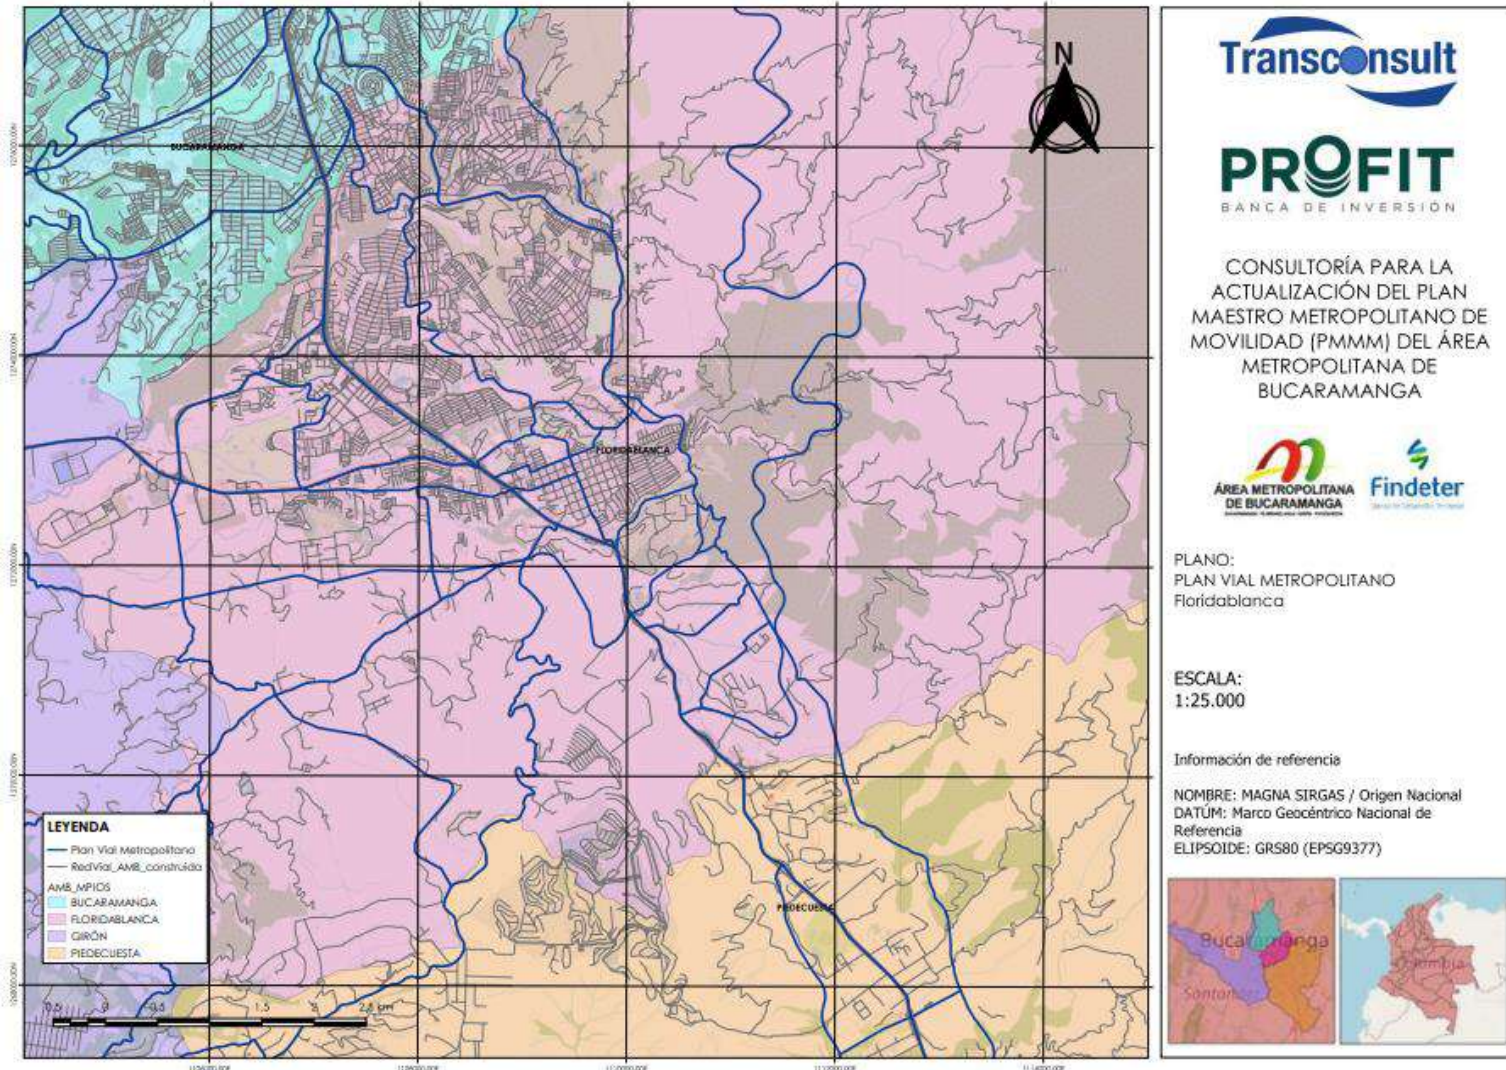 N
BUCARAMANGA
FLORIDABLANCA
PIEDECUESTA
LEYENDA
Plan Vial Metropolitano
RedVial_AMB_construida
AMB_MPIOS
BUCARAMANGA
FLORIDABLANCA
GIRÓN
PIEDECUESTA
Transconsult
PROFIT
BANCA DE INVERSIÓN
CONSULTORÍA PARA LA
ACTUALIZACIÓN DEL PLAN
MAESTRO METROPOLITANO DE
MOVILIDAD (PMMM) DEL ÁREA
METROPOLITANA DE
BUCARAMANGA
ÁREA METROPOLITANA
DE BUCARAMANGA
Findeter
PLANO:
PLAN VIAL METROPOLITANO
Floridablanca
ESCALA:
1:25.000
Información de referencia
NOMBRE: MAGNA SIRGAS / Origen Nacional
DATÚM: Marco Geocéntrico Nacional de
Referencia
ELIPSOIDE: GRS80 (EPSG9377)
Bucaramanga
Santander
Colombia